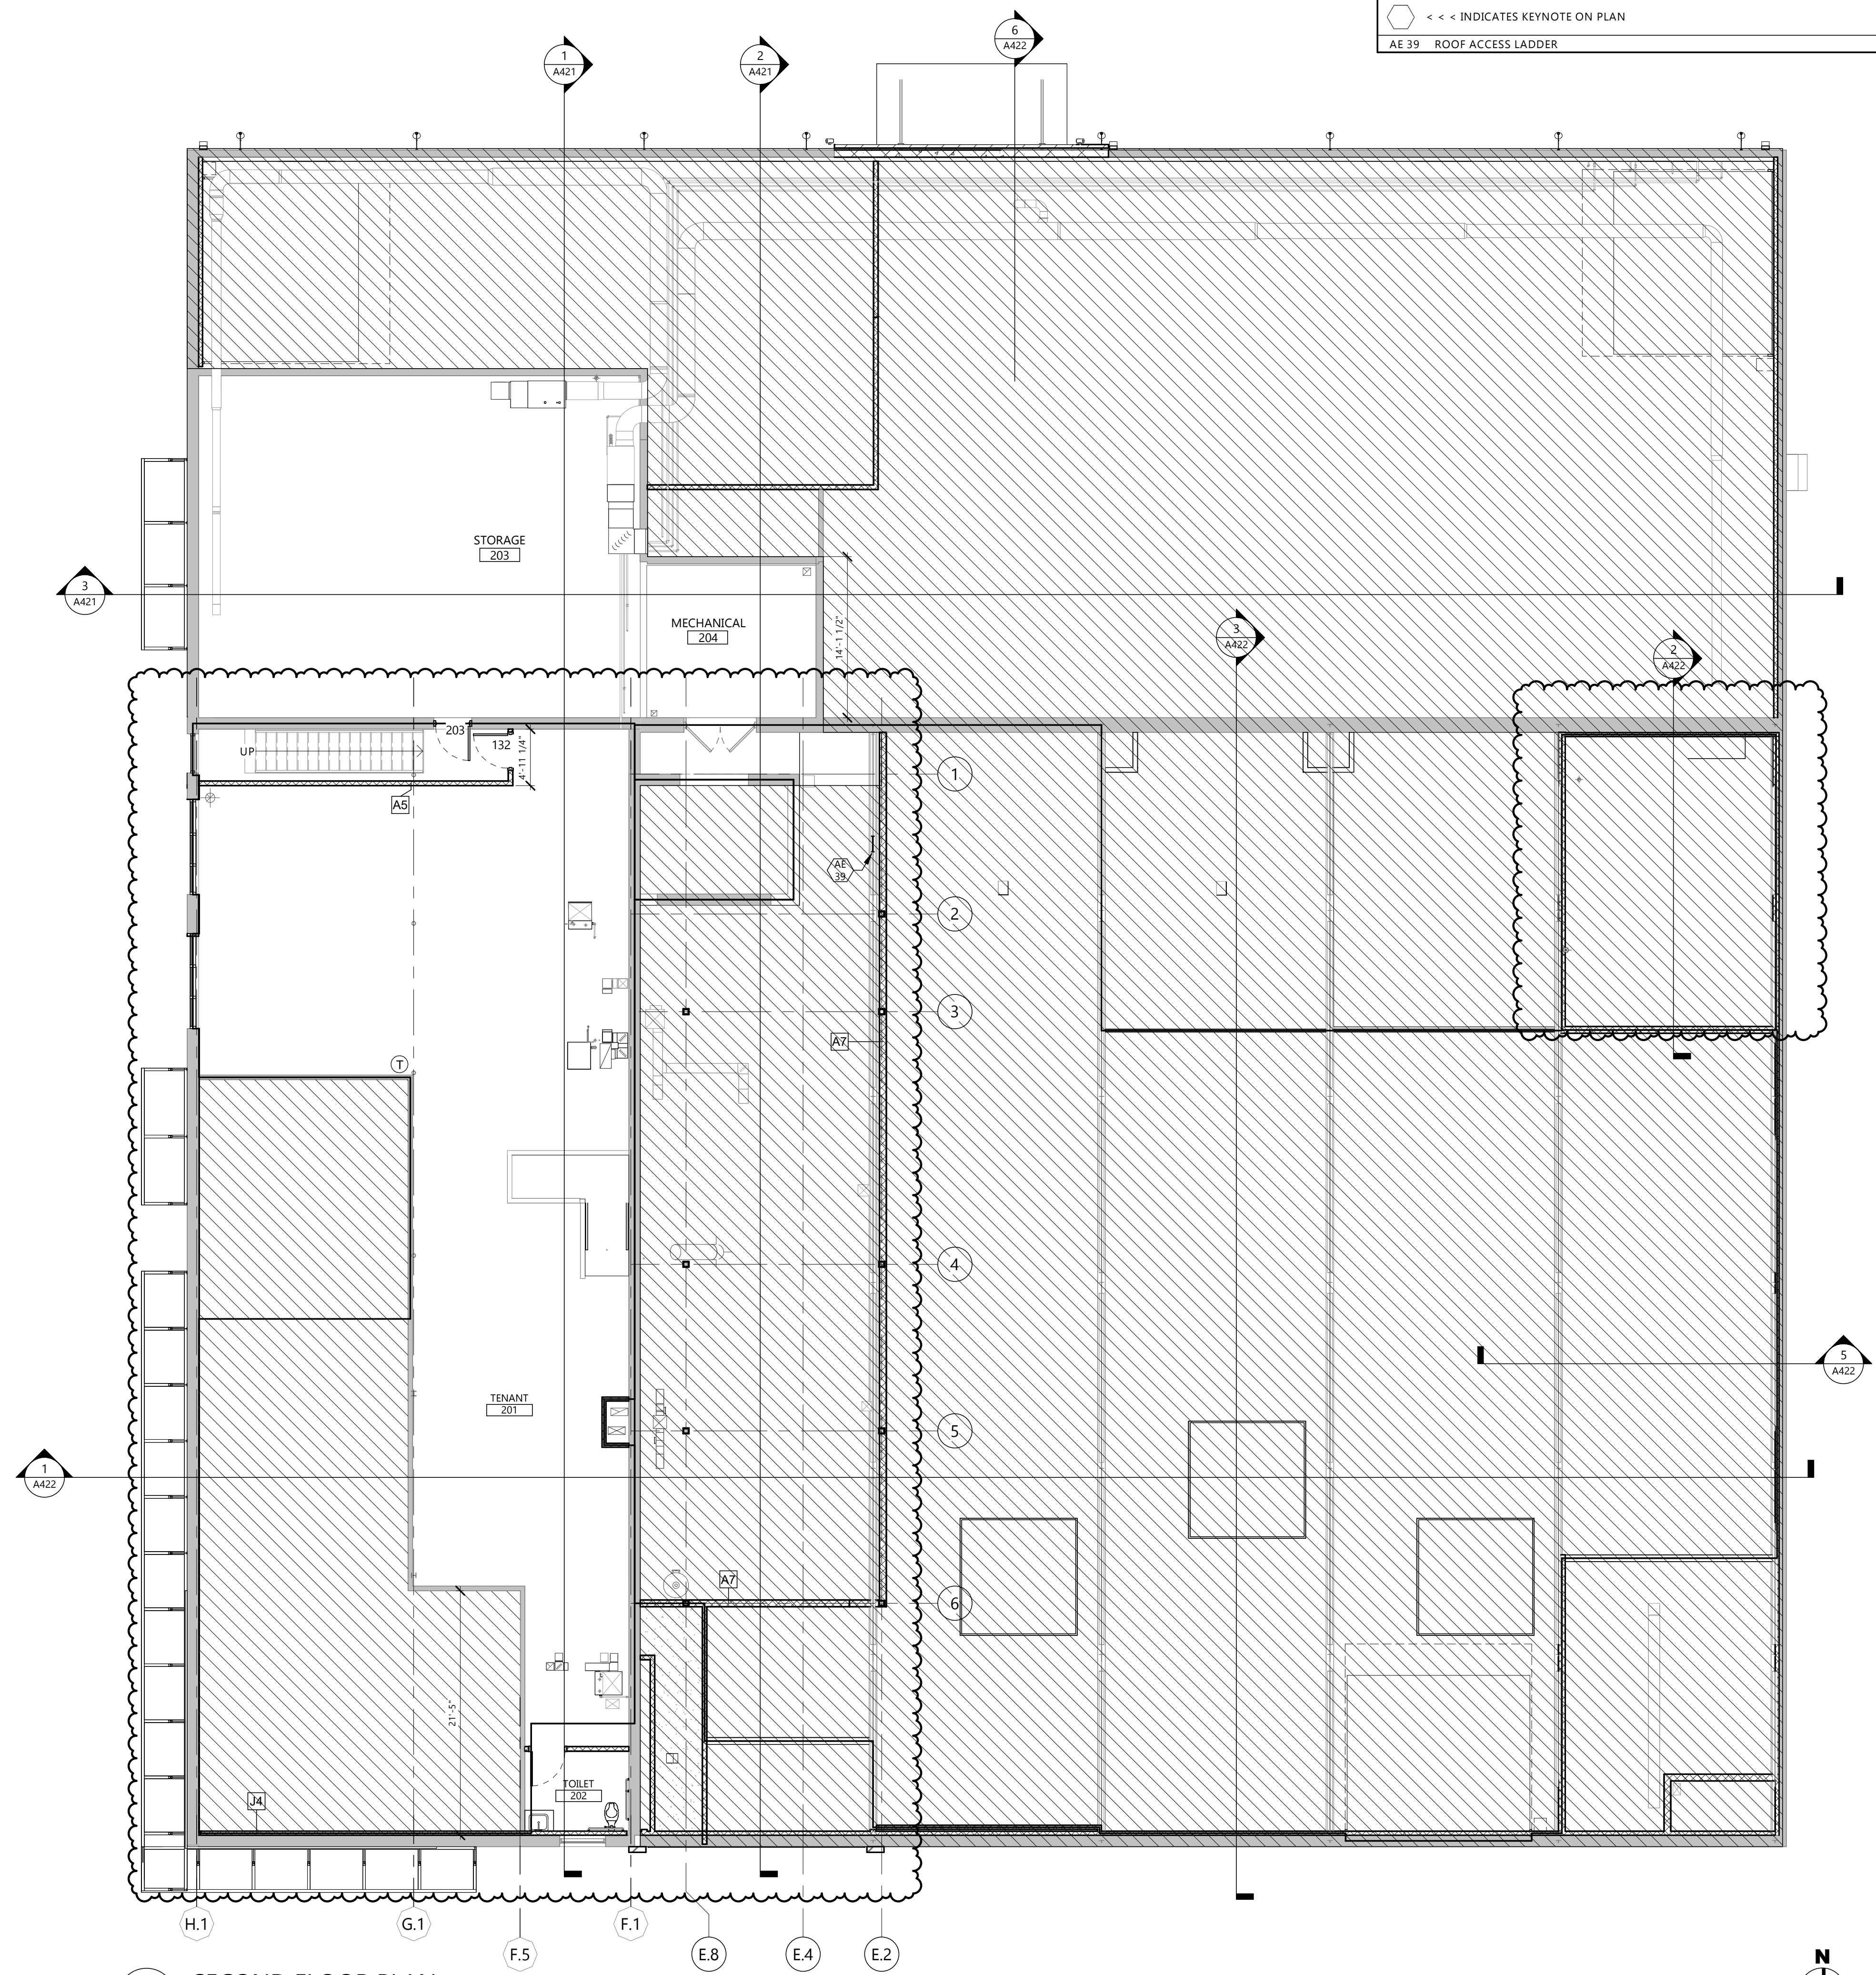 < < < INDICATES KEYNOTE ON PLAN
AE 39 ROOF ACCESS LADDER
6
A422
1
A421
2
A421
STORAGE
203
3
A421
MECHANICAL
204
14'-1 1/2"
3
A422
2
A422
203
132
UP
4'-11 1/4"
A5
1
AE
39
2
3
A7
T
4
5
A422
TENANT
201
5
1
A422
A7
6
21'-5"
TOILET
202
J4
H.1
G.1
F.1
F.5
E.8
E.4
E.2
N